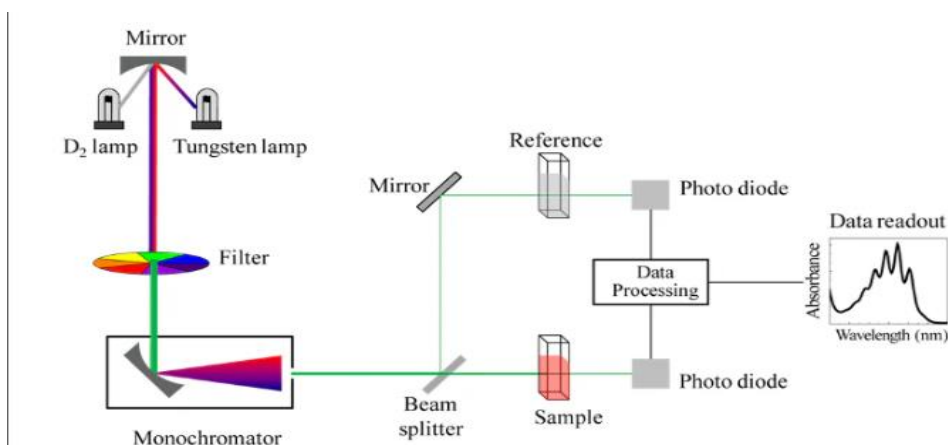 Mirror
D₂ lamp
Tungsten lamp
Filter
Monochromator
Mirror
Reference
Photo diode
Data
Processing
Beam
splitter
Sample
Photo diode
Data readout
Absorbance
Wavelength (nm)